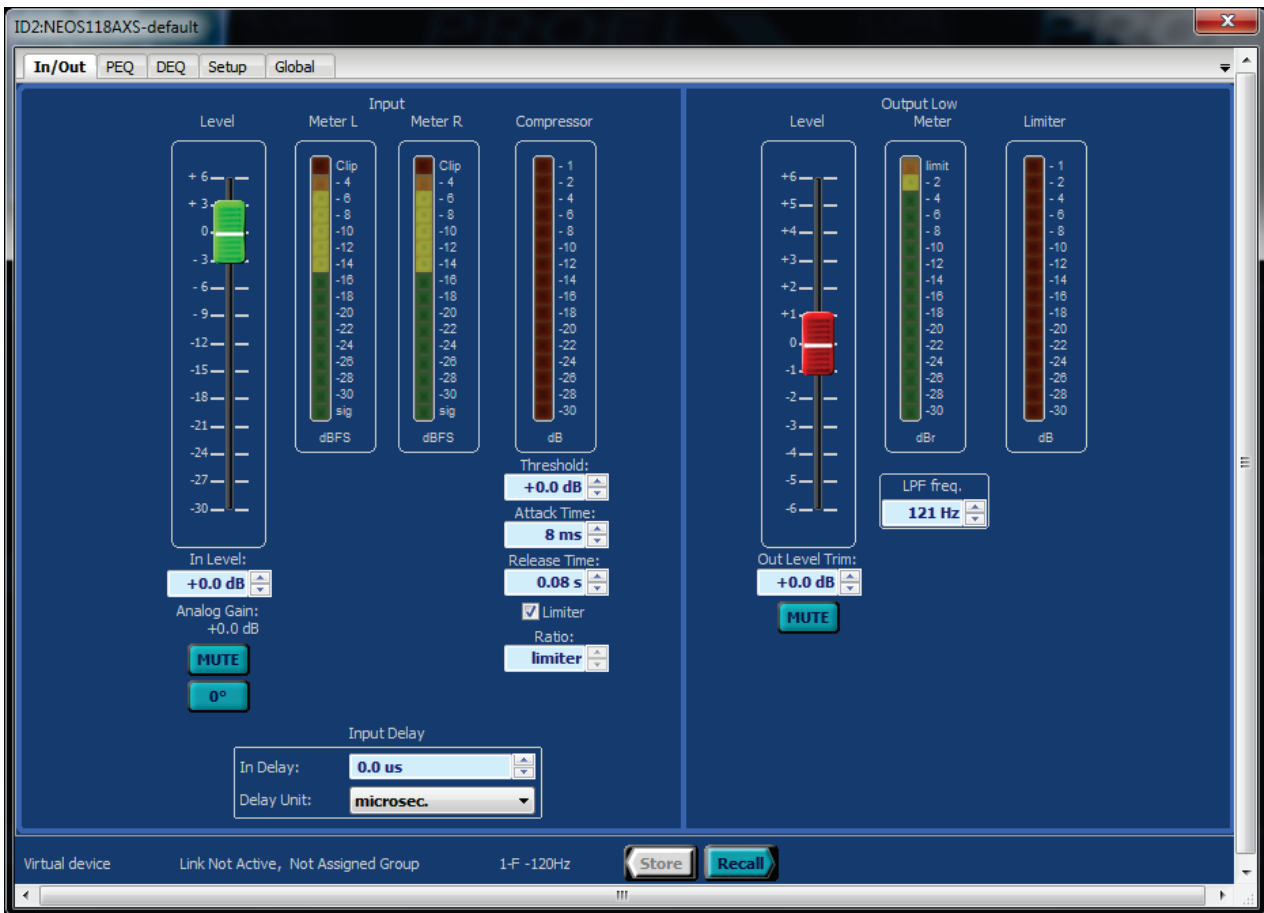 ID2:NEOS118AXS-default
In/Out PEQ DEQ Setup Global
Input
Level Meter L Meter R Compressor
+ 6
+ 3
0
- 3
- 6
- 9
-12
-15
-18
-21
-24
-27
-30
Clip
- 4
- 6
- 8
-10
-12
-14
-16
-18
-20
-22
-24
-26
-28
-30
sig
dBFS
Clip
- 4
- 6
- 8
-10
-12
-14
-16
-18
-20
-22
-24
-26
-28
-30
sig
dBFS
- 1
- 2
- 4
- 6
- 8
-10
-12
-14
-16
-18
-20
-22
-24
-26
-28
-30
dB
Threshold:
+0.0 dB
Attack Time:
8 ms
Release Time:
0.08 s
Limiter
Ratio:
limiter
In Level:
+0.0 dB
Analog Gain:
+0.0 dB
MUTE
0°
Input Delay
In Delay: 0.0 us
Delay Unit: microsec.
Output Low
Level Meter Limiter
+6
+5
+4
+3
+2
+1
0
-1
-2
-3
-4
-5
-6
limit
- 2
- 4
- 6
- 8
-10
-12
-14
-16
-18
-20
-22
-24
-26
-28
-30
dBr
- 1
- 2
- 4
- 6
- 8
-10
-12
-14
-16
-18
-20
-22
-24
-26
-28
-30
dB
LPF freq.
121 Hz
Out Level Trim:
+0.0 dB
MUTE
Virtual device Link Not Active, Not Assigned Group 1-F -120Hz Store Recall